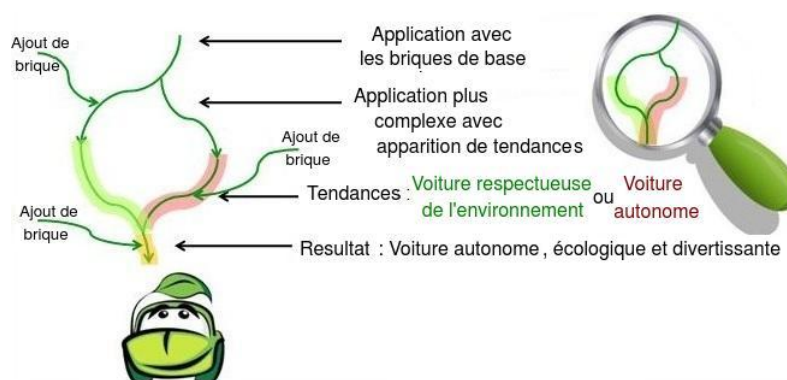 Ajout de
brique
Application avec
les briques de base
Application plus
complexe avec
apparition de tendances
Ajout de
brique
Tendances : Voiture respectueuse
de l'environnement ou Voiture
autonome
Ajout de
brique
Resultat : Voiture autonome, écologique et divertissante